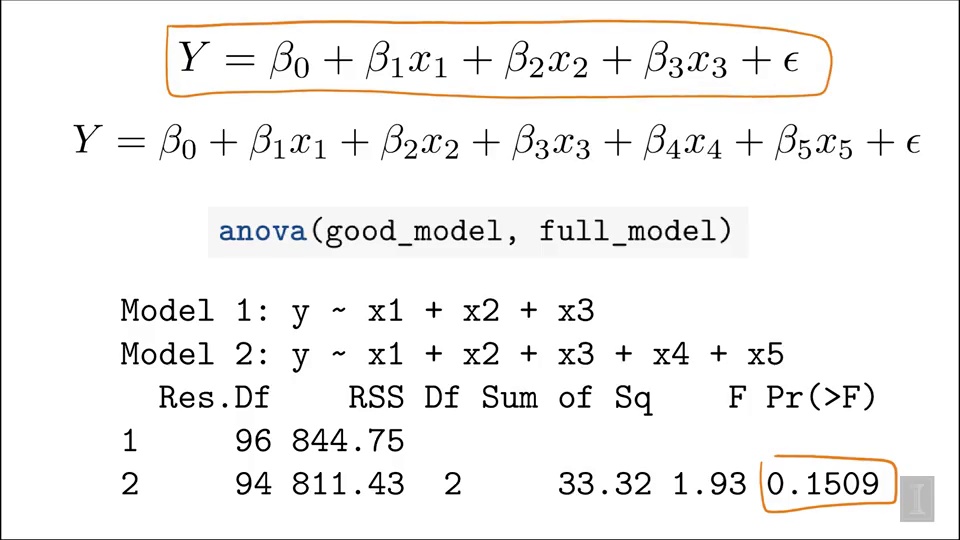 Y = β₀ + β₁x₁ + β₂x₂ + β₃x₃ + ϵ
Y = β₀ + β₁x₁ + β₂x₂ + β₃x₃ + β₄x₄ + β₅x₅ + ϵ
anova(good_model, full_model)
Model 1: y ~ x1 + x2 + x3
Model 2: y ~ x1 + x2 + x3 + x4 + x5
Res.Df RSS Df Sum of Sq F Pr(>F)
1 96 844.75
2 94 811.43 2 33.32 1.93 0.1509
I